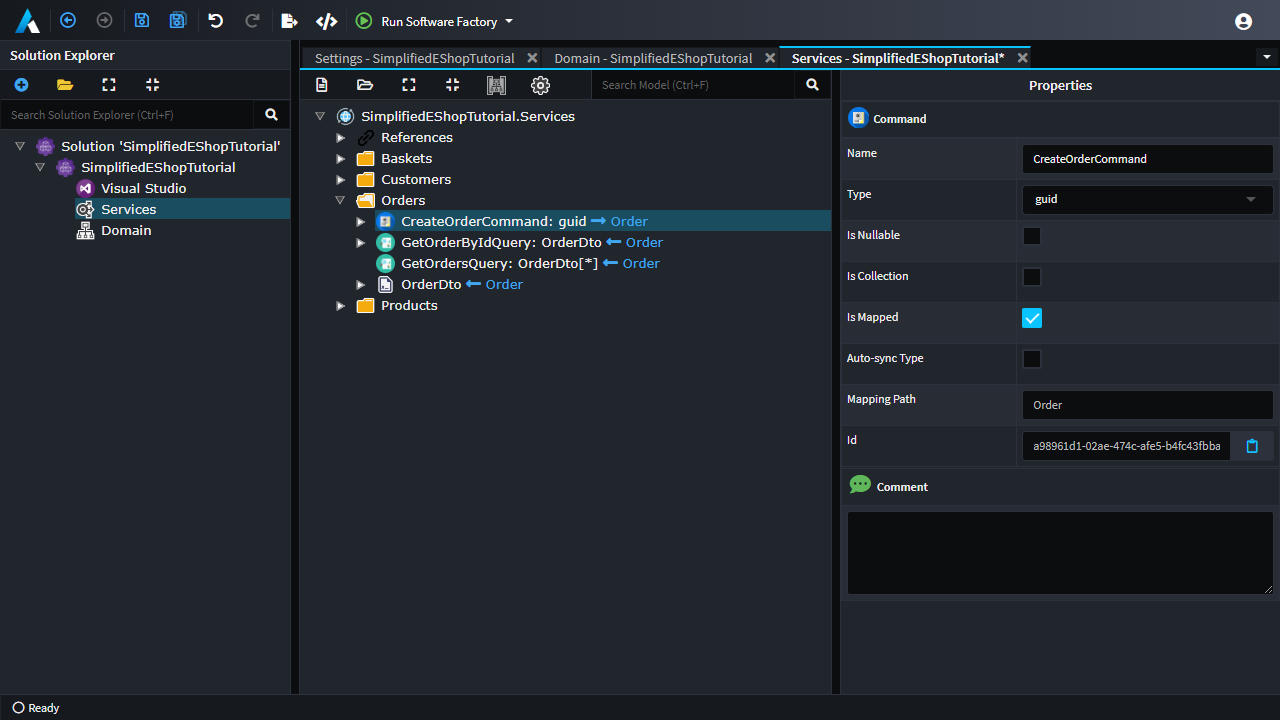 Run Software Factory
Solution Explorer
Search Solution Explorer (Ctrl+F)
Solution 'SimplifiedEShopTutorial'
SimplifiedEShopTutorial
Visual Studio
Services
Domain
Settings - SimplifiedEShopTutorial
Domain - SimplifiedEShopTutorial
Services - SimplifiedEShopTutorial*
Search Model (Ctrl+F)
SimplifiedEShopTutorial.Services
References
Baskets
Customers
Orders
CreateOrderCommand: guid → Order
GetOrderByIdQuery: OrderDto ← Order
GetOrdersQuery: OrderDto[*] ← Order
OrderDto ← Order
Products
Properties
Command
Name
CreateOrderCommand
Type
guid
Is Nullable
Is Collection
Is Mapped
Auto-sync Type
Mapping Path
Order
Id
a98961d1-02ae-474c-afe5-b4fc43fbba
Comment
Ready